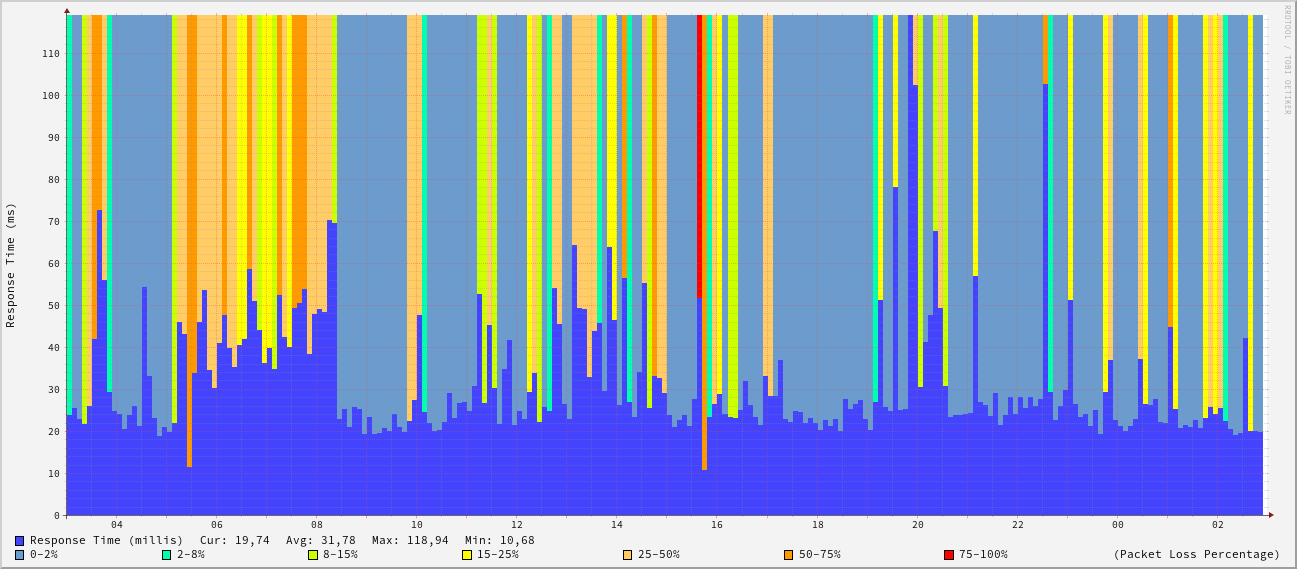 RRDTOOL / TOBI OETIKER
Response Time (ms)
110
100
90
80
70
60
50
40
30
20
10
0
04 06 08 10 12 14 16 18 20 22 00 02
Response Time (millis) Cur: 19,74 Avg: 31,78 Max: 118,94 Min: 10,68
0-2% 2-8% 8-15% 15-25% 25-50% 50-75% 75-100% (Packet Loss Percentage)